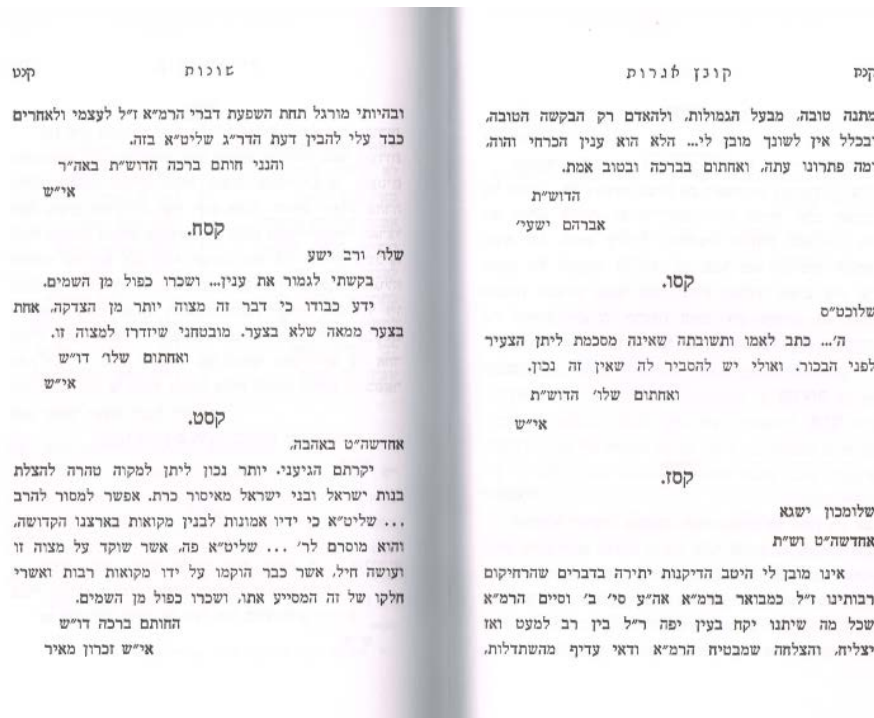 קנח
קובץ אגרות
מתנה טובה, מבעל הגמולות, ולהאדם רק הבקשה הטובה,
ובכלל אין לשונך מובן לי... הלא הוא ענין הכרחי והוה,
ומה פתרונו עתה, ואחתום בברכה ובטוב אמת.
הדוש״ת
אברהם ישעי׳
קסו.
שלוכט״ס
ה׳... כתב לאמו ותשובתה שאינה מסכמת ליתן הצעיר
לפני הבכור. ואולי יש להסביר לה שאין זה נכון.
ואחתום שלו׳ הדוש״ת
אי״ש
קסז.
שלומכון ישגא
אחדשה״ט וש״ת
אינו מובן לי היטב הדיקנות יתירה בדברים שהרחיקום
רבותינו ז״ל כמבואר ברמ״א אה״ע סי׳ ב׳ וסיים הרמ״א
שכל מה שיתנו יקח בעין יפה ר״ל בין רב למעט ואז
יצליח, והצלחה שמבטיח הרמ״א ודאי עדיף מהשתדלות,
שונות
קנט
ובהיותי מורגל תחת השפעת דברי הרמ״א ז״ל לעצמי ולאחרים
כבד עלי להבין דעת הדר״ג שליט״א בזה.
והנני חותם ברכה הדוש״ת באה״ר
אי״ש
קסח.
שלו׳ ורב ישע
בקשתי לגמור את ענין... ושכרו כפול מן השמים.
ידע כבודו כי דבר זה מצוה יותר מן הצדקה, אחת
בצער ממאה שלא בצער. מובטחני שיזדרז למצוה זו.
ואחתום שלו׳ דו״ש
אי״ש
קסט.
אחדשה״ט באהבה,
יקרתם הגיעני. יותר נכון ליתן למקוה טהרה להצלת
בנות ישראל ובני ישראל מאיסור כרת. אפשר למסור להרב
... שליט״א כי ידיו אמונות לבנין מקואות בארצנו הקדושה,
והוא מוסרם לר׳ ... שליט״א פה, אשר שוקד על מצוה זו
ועושה חיל, אשר כבר הוקמו על ידו מקואות רבות ואשרי
חלקו של זה המסייע אתו, ושכרו כפול מן השמים.
החותם ברכה דו״ש
אי״ש זכרון מאיר